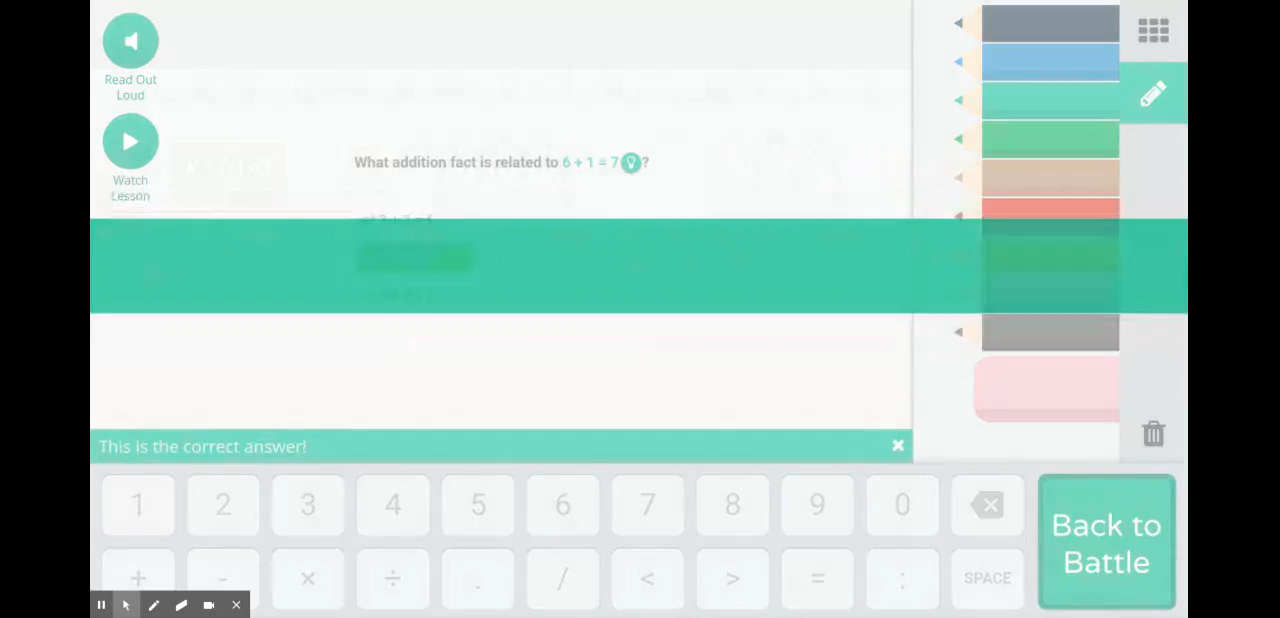 Read Out
Loud
Watch
Lesson
What addition fact is related to 6 + 1 = 7 ?
This is the correct answer!
1 2 3 4 5 6 7 8 9 0
+ - × ÷ . / < > = : SPACE
Back to
Battle